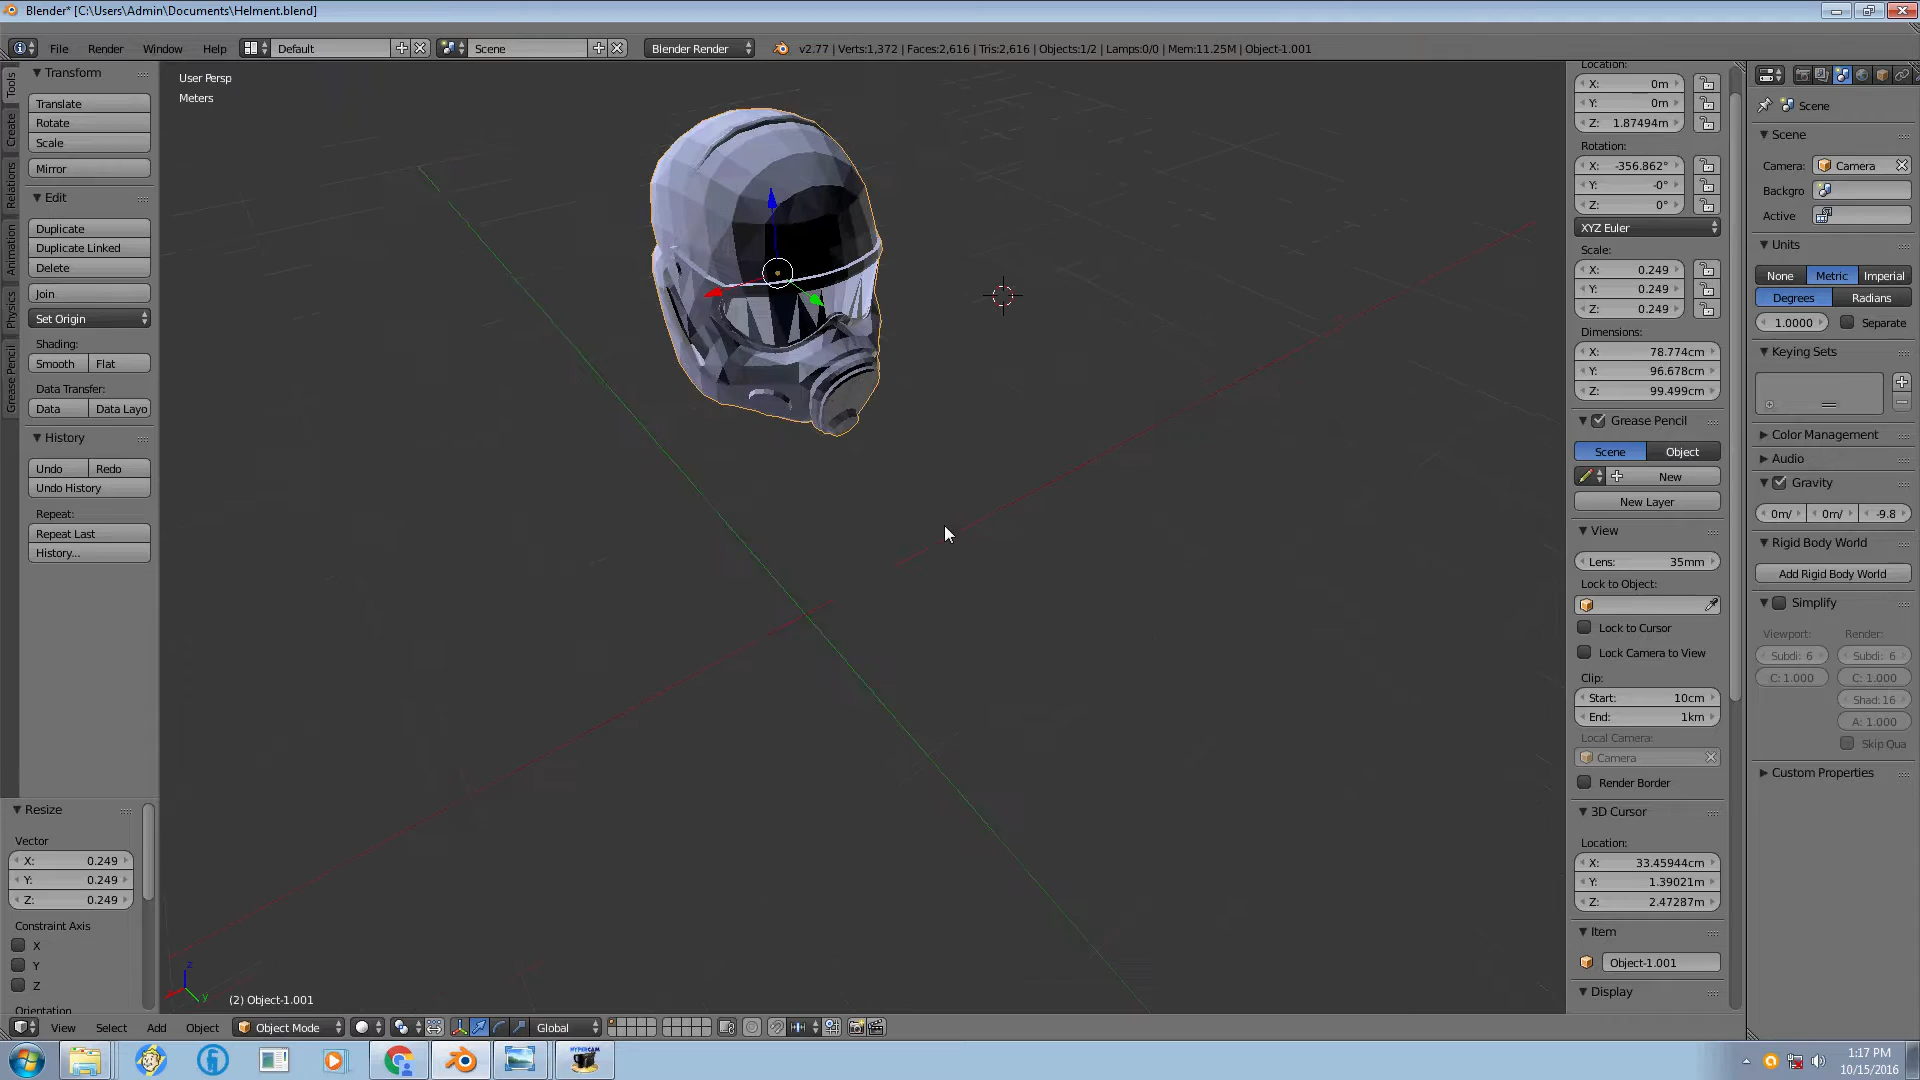 Blender* [C:\Users\Admin\Documents\Helment.blend]
File Render Window Help Default Scene Blender Render v2.77 | Verts:1,372 | Faces:2,616 | Tris:2,616 | Objects:1/2 | Lamps:0/0 | Mem:11.25M | Object-1.001
Tools
Create
Relations
Animation
Physics
Grease Pencil
Transform
Translate
Rotate
Scale
Mirror
Edit
Duplicate
Duplicate Linked
Delete
Join
Set Origin
Shading:
Smooth Flat
Data Transfer:
Data Data Layo
History
Undo Redo
Undo History
Repeat:
Repeat Last
History...
Resize
Vector
X: 0.249
Y: 0.249
Z: 0.249
Constraint Axis
X
Y
Z
Orientation
User Persp
Meters
z
y
(2) Object-1.001
View Select Add Object Object Mode Global
Location:
X: 0m
Y: 0m
Z: 1.87494m
Rotation:
X: -356.862°
Y: -0°
Z: 0°
XYZ Euler
Scale:
X: 0.249
Y: 0.249
Z: 0.249
Dimensions:
X: 78.774cm
Y: 96.678cm
Z: 99.499cm
Grease Pencil
Scene Object
New
New Layer
View
Lens: 35mm
Lock to Object:
Lock to Cursor
Lock Camera to View
Clip:
Start: 10cm
End: 1km
Local Camera:
Camera
Render Border
3D Cursor
Location:
X: 33.45944cm
Y: 1.39021m
Z: 2.47287m
Item
Object-1.001
Display
Scene
Scene
Camera: Camera
Backgro
Active
Units
None Metric Imperial
Degrees Radians
1.0000 Separate
Keying Sets
Color Management
Audio
Gravity
0m/ 0m/ -9.8
Rigid Body World
Add Rigid Body World
Simplify
Viewport: Render:
Subdi: 6 Subdi: 6
C: 1.000 C: 1.000
Shad: 16
A: 1.000
Skip Qua
Custom Properties
HYPERCAM
1:17 PM
10/15/2016